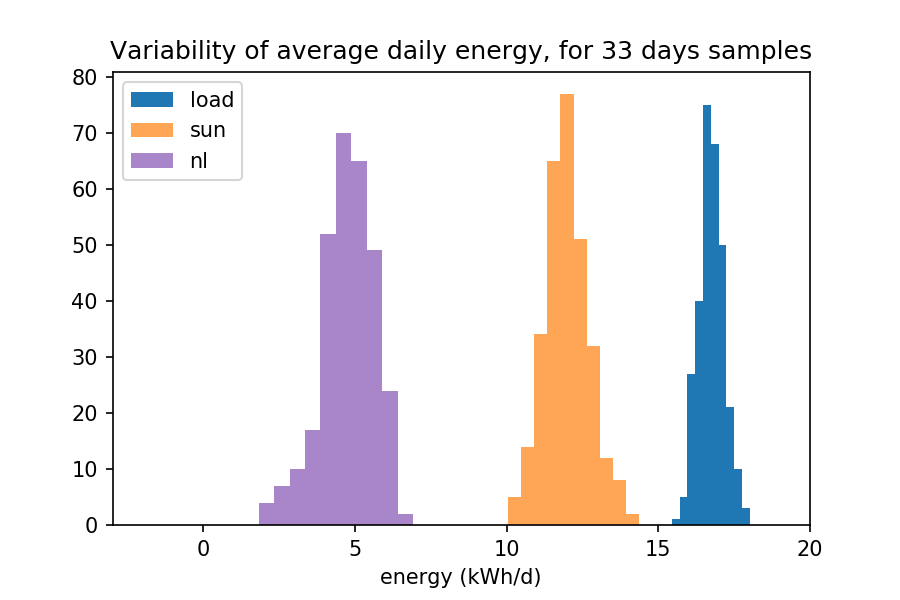 Variability of average daily energy, for 33 days samples
80
70
60
50
40
30
20
10
0
load
sun
nl
0 5 10 15 20
energy (kWh/d)